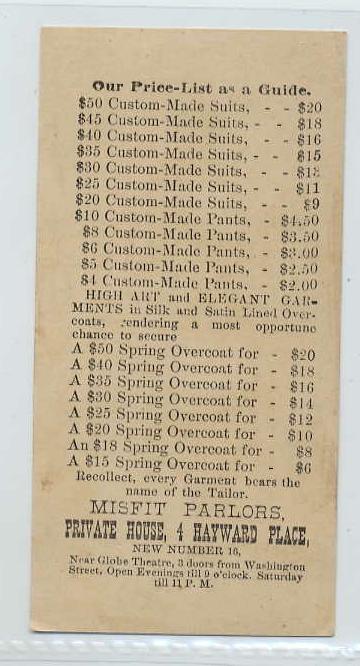 Our Price-List as a Guide.
$50 Custom-Made Suits, - - $20
$45 Custom-Made Suits, - - $18
$40 Custom-Made Suits, - - $16
$35 Custom-Made Suits, - - $15
$30 Custom-Made Suits, - -
$25 Custom-Made Suits, - - $11
$20 Custom-Made Suits, - - $9
$10 Custom-Made Pants, - $4.50
$8 Custom-Made Pants, - $3.50
$6 Custom-Made Pants, - $3.00
$5 Custom-Made Pants, - $2.50
$4 Custom-Made Pants, - $2.00
HIGH ART and ELEGANT GAR-
MENTS in Silk and Satin Lined Over-
coats, rendering a most opportune
chance to secure
A $50 Spring Overcoat for - $20
A $40 Spring Overcoat for - $18
A $35 Spring Overcoat for - $16
A $30 Spring Overcoat for - $14
A $25 Spring Overcoat for - $12
A $20 Spring Overcoat for - $10
An $18 Spring Overcoat for - $8
A $15 Spring Overcoat for - $6
Recollect, every Garment bears the
name of the Tailor.
MISFIT PARLORS,
PRIVATE HOUSE, 4 HAYWARD PLACE,
NEW NUMBER 16,
Near Globe Theatre, 3 doors from Washington
Street, Open Evenings till 9 o'clock. Saturday
till 11 P. M.